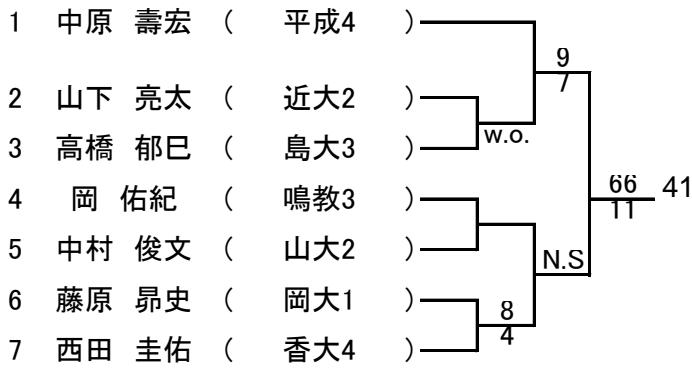 1 中原 壽宏 ( 平成4 )
9
7
2 山下 亮太 ( 近大2 )
w.o.
3 高橋 郁巳 ( 島大3 )
4 岡 佑紀 ( 鳴教3 )
66 41
11
5 中村 俊文 ( 山大2 )
N.S
6 藤原 昴史 ( 岡大1 )
8
4
7 西田 圭佑 ( 香大4 )